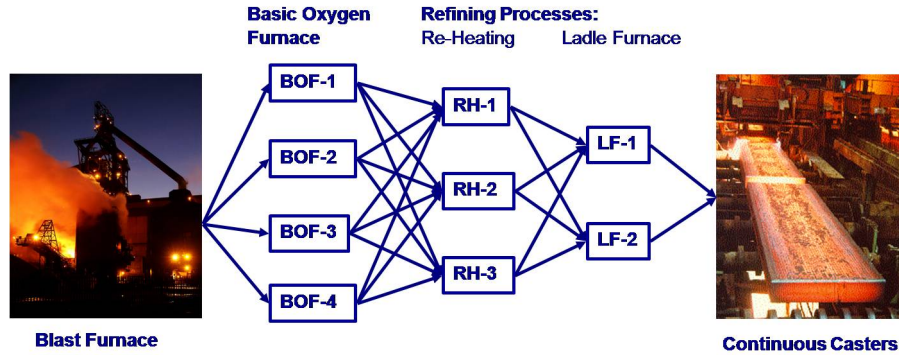 Basic Oxygen
Furnace
Refining Processes:
Re-Heating
Ladle Furnace
BOF-1
BOF-2
BOF-3
BOF-4
RH-1
RH-2
RH-3
LF-1
LF-2
Blast Furnace
Continuous Casters